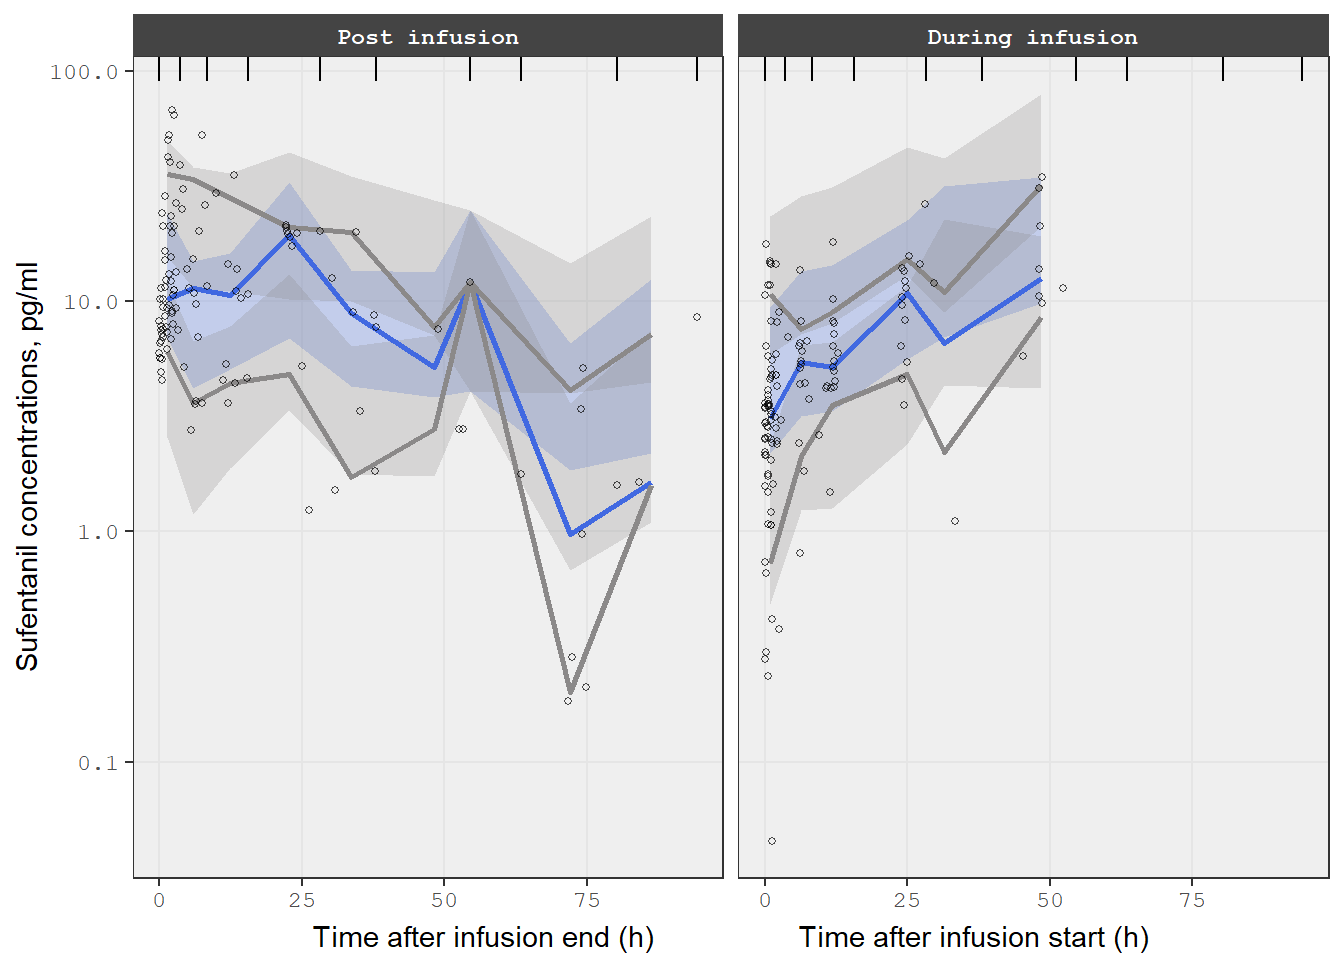 Post infusion
During infusion
Sufentanil concentrations, pg/ml
100.0
10.0
1.0
0.1
0 25 50 75
0 25 50 75
Time after infusion end (h)
Time after infusion start (h)